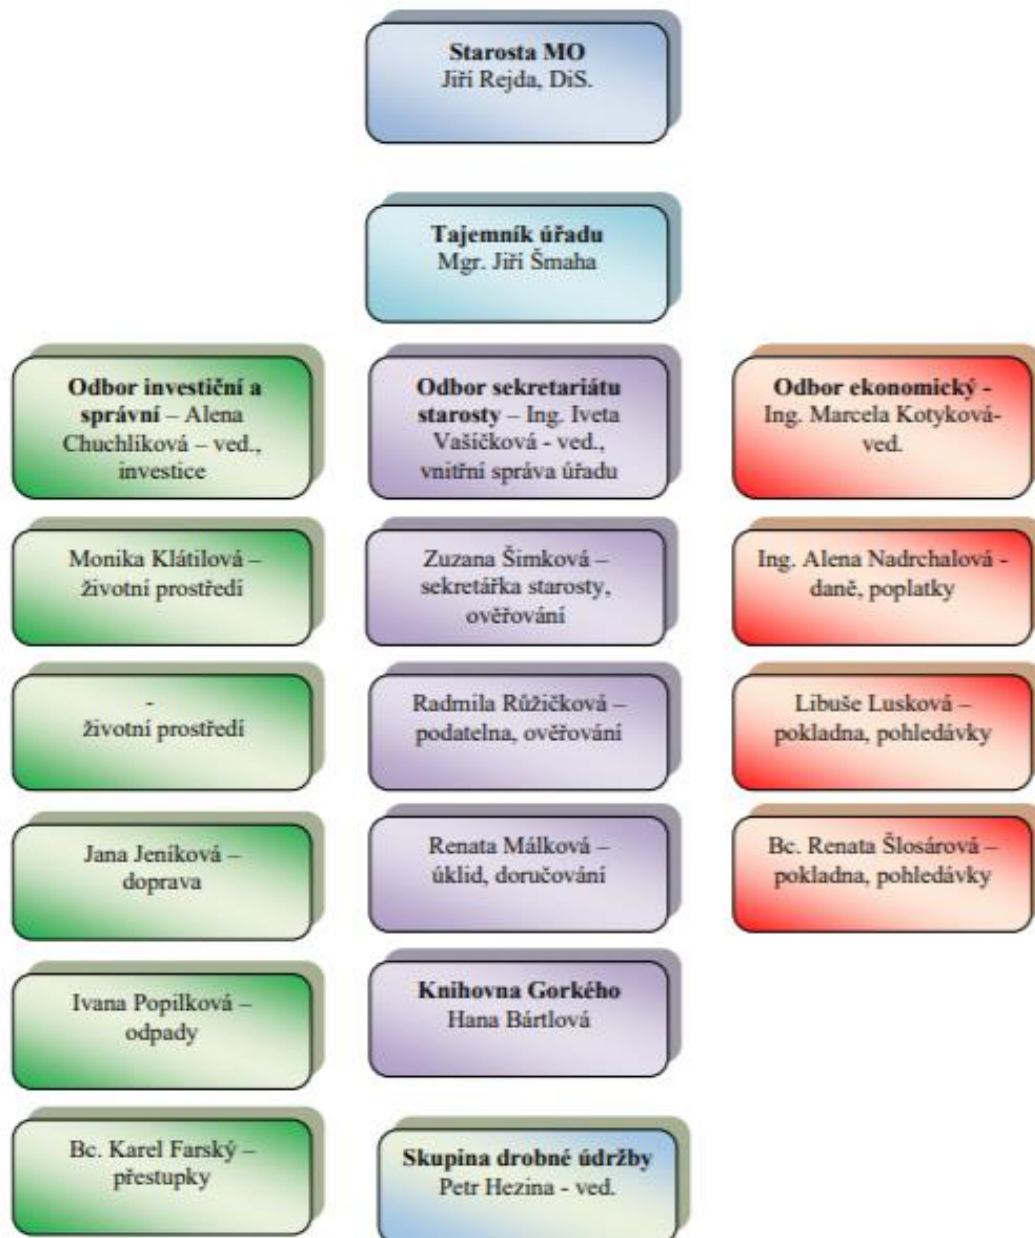 Starosta MO
Jiří Rejda, DiS.
Tajemník úřadu
Mgr. Jiří Šmaha
Odbor investiční a
správní – Alena
Chuchlíková – ved.,
investice
Monika Klátilová –
životní prostředí
-
životní prostředí
Jana Jeníková –
doprava
Ivana Popilková –
odpady
Bc. Karel Farský –
přestupky
Odbor sekretariátu
starosty – Ing. Iveta
Vašíčková - ved.,
vnitřní správa úřadu
Zuzana Šimková –
sekretářka starosty,
ověřování
Radmila Růžičková –
podatelna, ověřování
Renata Málková –
úklid, doručování
Knihovna Gorkého
Hana Bártlová
Skupina drobné údržby
Petr Hezina - ved.
Odbor ekonomický -
Ing. Marcela Kotyková-
ved.
Ing. Alena Nadrchalová -
daně, poplatky
Libuše Lusková –
pokladna, pohledávky
Bc. Renata Šlosárová –
pokladna, pohledávky